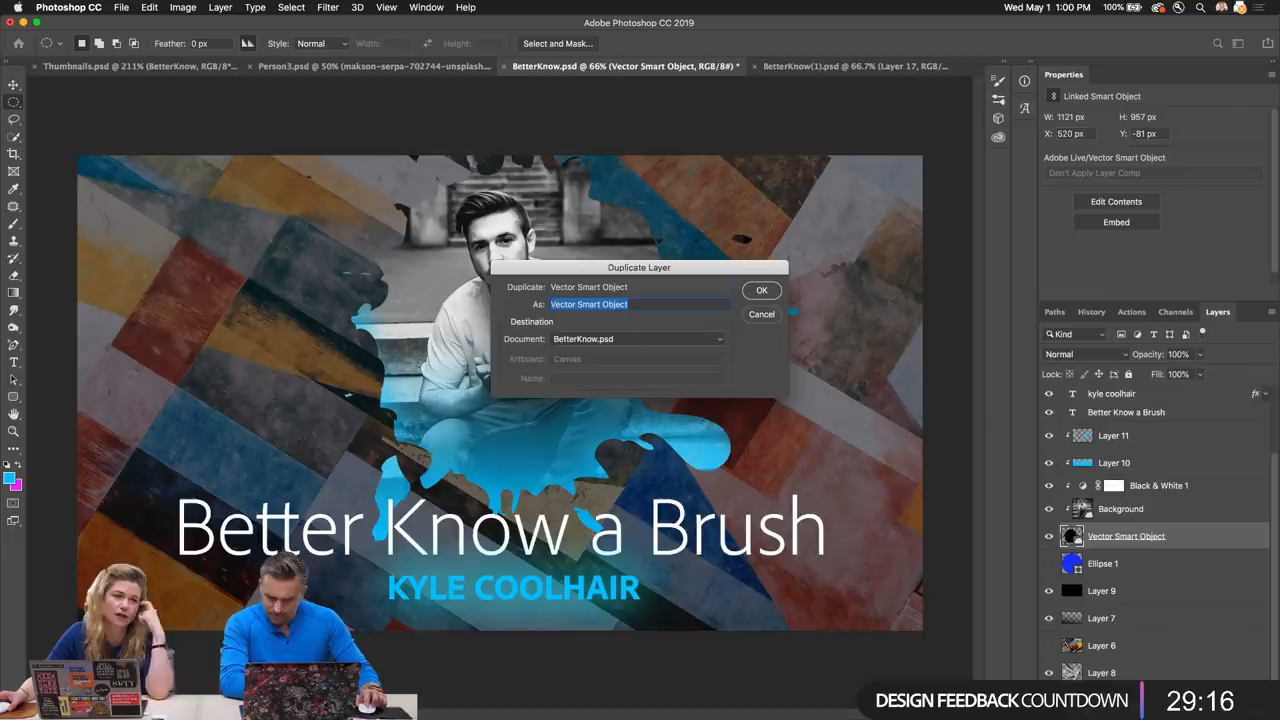 Photoshop CC File Edit Image Layer Type Select Filter 3D View Window Help
100% Wed May 1 1:00 PM
Adobe Photoshop CC 2019
Feather: 0 px Style: Normal Width: Height: Select and Mask...
Thumbnails.psd @ 211% (BetterKnow, RGB/8*... Person3.psd @ 50% (makson-serpa-702744-unsplash... BetterKnow.psd @ 66% (Vector Smart Object, RGB/8#) * BetterKnow(1).psd @ 66.7% (Layer 17, RGB/...
Properties
Linked Smart Object
W: 1121 px H: 957 px
X: 520 px Y: -81 px
Adobe Live/Vector Smart Object
Don't Apply Layer Comp
Edit Contents
Embed
Duplicate Layer
Duplicate: Vector Smart Object
As: Vector Smart Object
Destination
Document: BetterKnow.psd
Artboard: Canvas
Name:
OK
Cancel
Paths History Actions Channels Layers
Kind
Normal Opacity: 100%
Lock: Fill: 100%
T kyle coolhair fx
T Better Know a Brush
Layer 11
Layer 10
Black & White 1
Background
Vector Smart Object
Ellipse 1
Layer 9
Layer 7
Layer 6
Layer 8
Better Know a Brush
KYLE COOLHAIR
DESIGN FEEDBACK COUNTDOWN 29:16